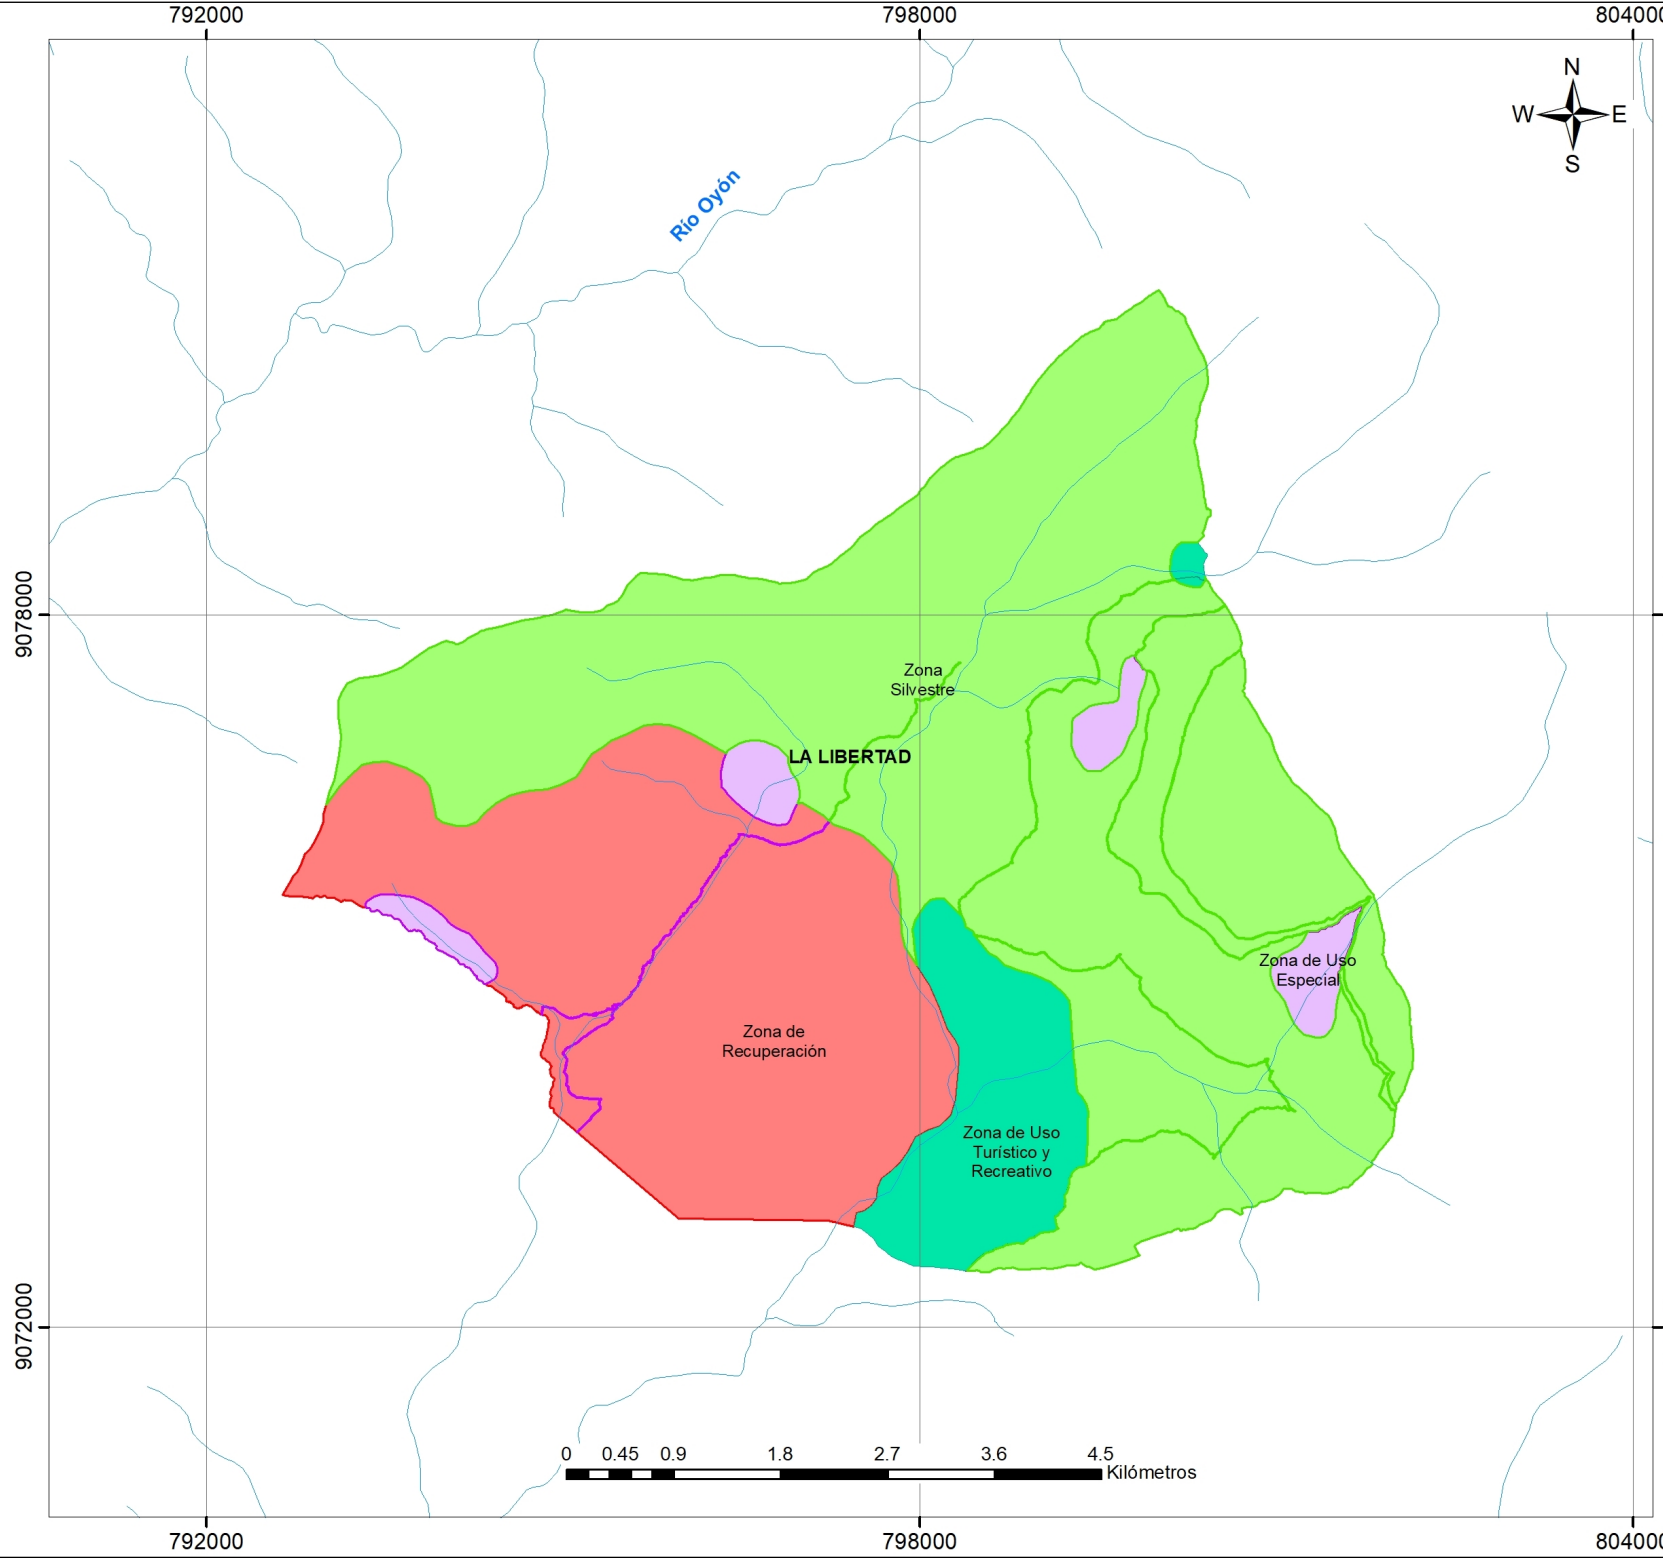 792000
798000
804000
N
W
E
S
Río Oyón
9078000
Zona
Silvestre
LA LIBERTAD
Zona de Uso
Especial
Zona de
Recuperación
Zona de Uso
Turístico y
Recreativo
9072000
0 0.45 0.9 1.8 2.7 3.6 4.5
Kilómetros
792000
798000
804000